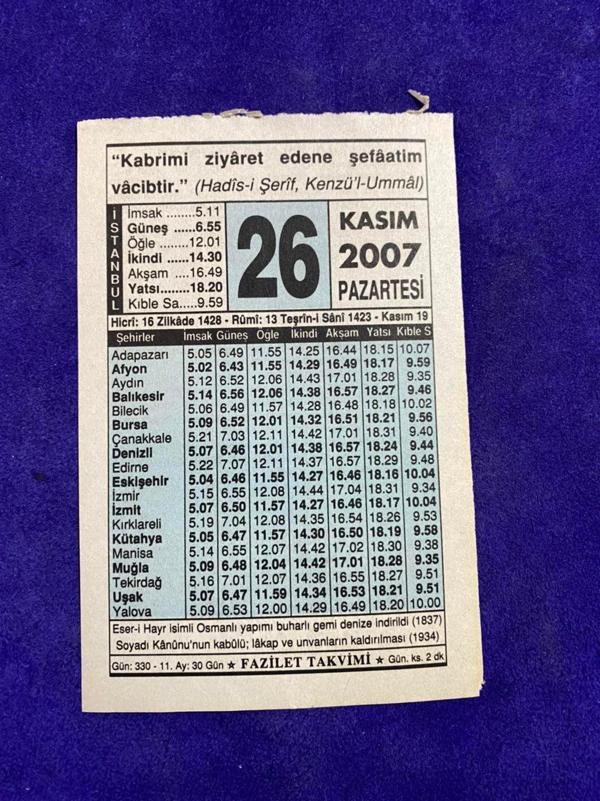 “Kabrimi ziyâret edene şefâatim
vâcibtir.” (Hadîs-i Şerîf, Kenzü'l-Ummâl)
İSTANBUL
İmsak ........5.11
Güneş ......6.55
Öğle ........12.01
İkindi ......14.30
Akşam ....16.49
Yatsı.......18.20
Kıble Sa.....9.59
26
KASIM
2007
PAZARTESİ
Hicrî: 16 Zilkâde 1428 - Rûmî: 13 Teşrîn-i Sânî 1423 - Kasım 19
Şehirler İmsak Güneş Öğle İkindi Akşam Yatsı Kıble S
Adapazarı 5.05 6.49 11.55 14.25 16.44 18.15 10.07
Afyon 5.02 6.43 11.55 14.29 16.49 18.17 9.59
Aydın 5.12 6.52 12.06 14.43 17.01 18.28 9.35
Balıkesir 5.14 6.56 12.06 14.38 16.57 18.27 9.46
Bilecik 5.06 6.49 11.57 14.28 16.48 18.18 10.02
Bursa 5.09 6.52 12.01 14.32 16.51 18.21 9.56
Çanakkale 5.21 7.03 12.11 14.42 17.01 18.31 9.40
Denizli 5.07 6.46 12.01 14.38 16.57 18.24 9.44
Edirne 5.22 7.07 12.11 14.37 16.57 18.29 9.48
Eskişehir 5.04 6.46 11.55 14.27 16.46 18.16 10.04
İzmir 5.15 6.55 12.08 14.44 17.04 18.31 9.34
İzmit 5.07 6.50 11.57 14.27 16.46 18.17 10.04
Kırklareli 5.19 7.04 12.08 14.35 16.54 18.26 9.53
Kütahya 5.05 6.47 11.57 14.30 16.50 18.19 9.58
Manisa 5.14 6.55 12.07 14.42 17.02 18.30 9.38
Muğla 5.09 6.48 12.04 14.42 17.01 18.28 9.35
Tekirdağ 5.16 7.01 12.07 14.36 16.55 18.27 9.51
Uşak 5.07 6.47 11.59 14.34 16.53 18.21 9.51
Yalova 5.09 6.53 12.00 14.29 16.49 18.20 10.00
Eser-i Hayr isimli Osmanlı yapımı buharlı gemi denize indirildi (1837)
Soyadı Kânûnu'nun kabûlü; lâkap ve unvanların kaldırılması (1934)
Gün: 330 - 11. Ay: 30 Gün ★ FAZİLET TAKVİMİ ★ Gün. ks. 2 dk